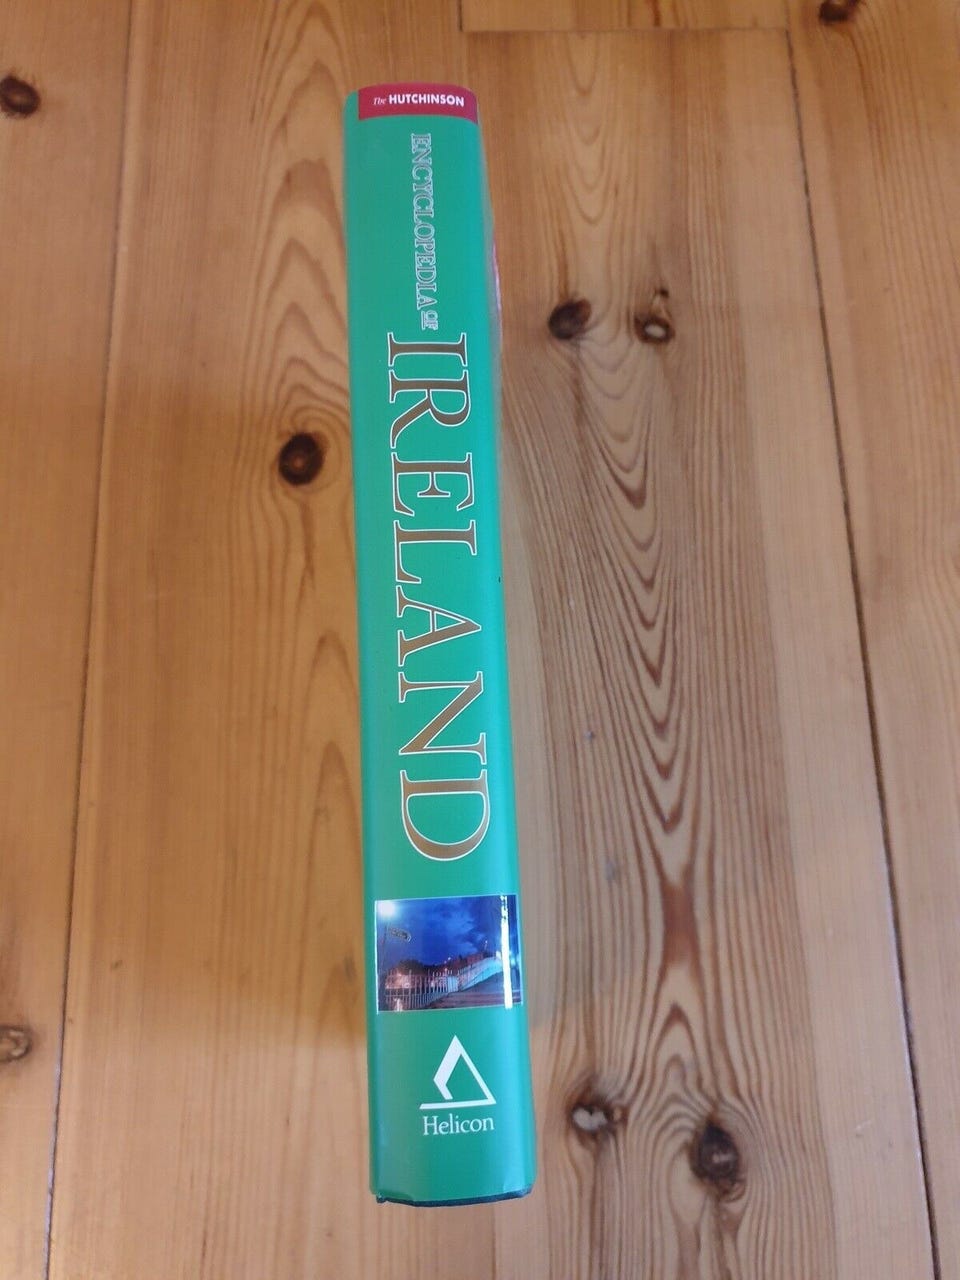 The HUTCHINSON
ENCYCLOPEDIA OF
IRELAND
Helicon